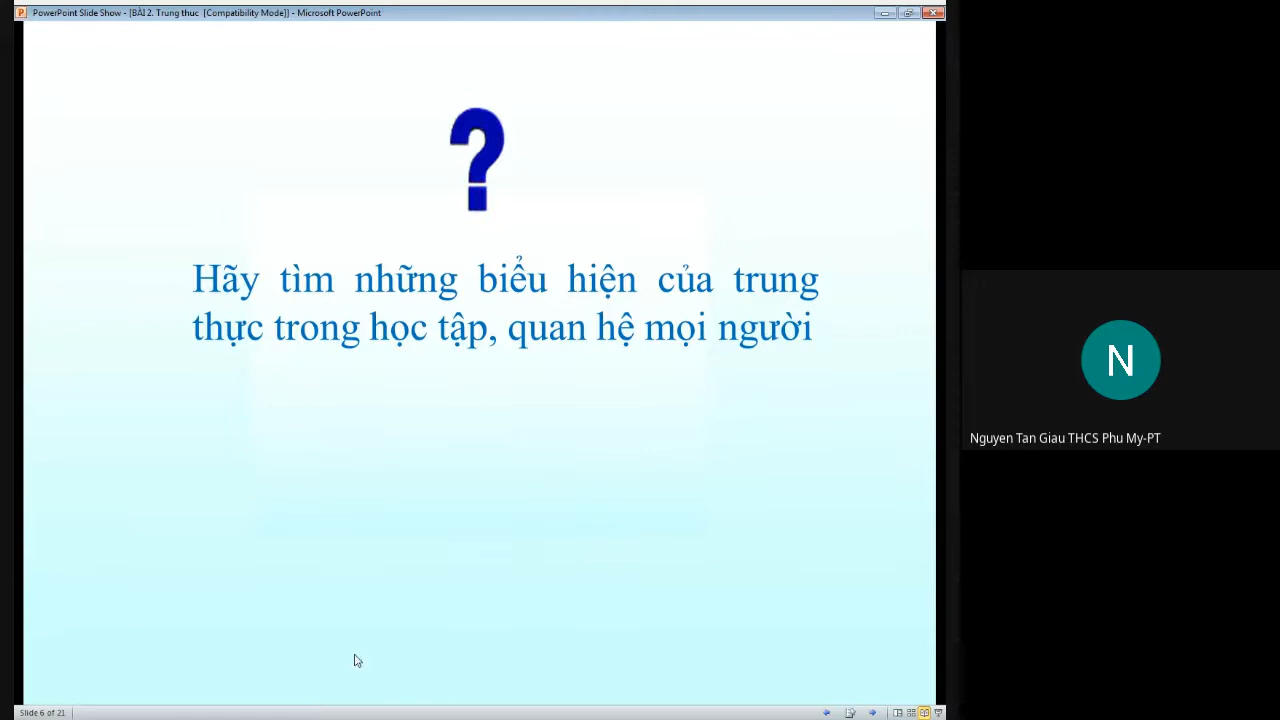 PowerPoint Slide Show - [BÀI 2. Trung thuc [Compatibility Mode]] - Microsoft PowerPoint
?
Hãy tìm những biểu hiện của trung
thực trong học tập, quan hệ mọi người
N
Nguyen Tan Giau THCS Phu My-PT
Slide 6 of 21